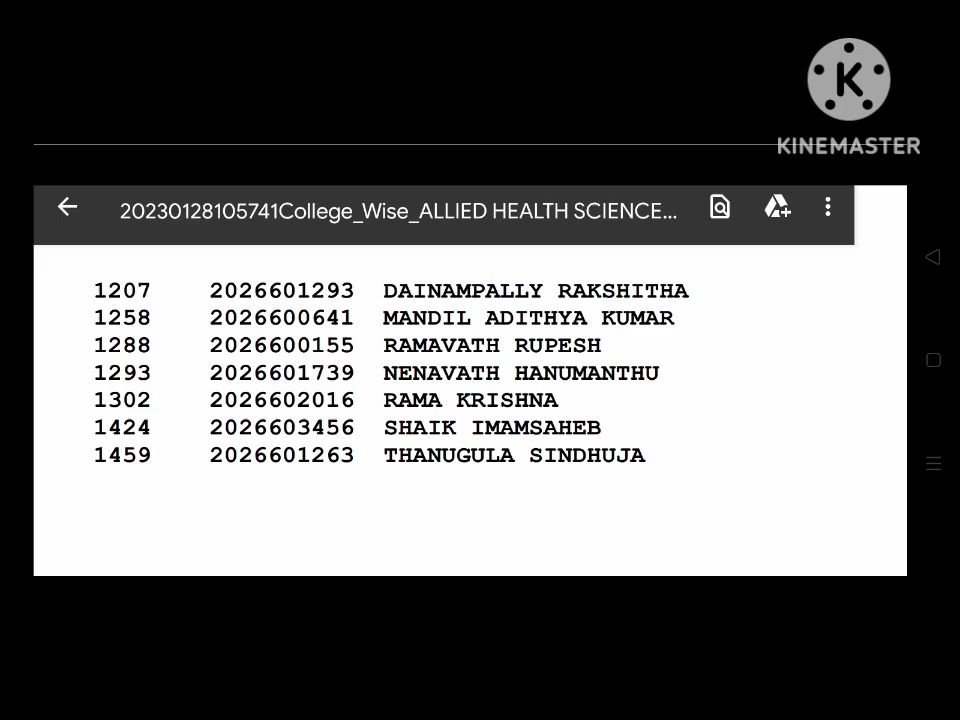 K
KINEMASTER
20230128105741College_Wise_ALLIED HEALTH SCIENCE...
1207 2026601293 DAINAMPALLY RAKSHITHA
1258 2026600641 MANDIL ADITHYA KUMAR
1288 2026600155 RAMAVATH RUPESH
1293 2026601739 NENAVATH HANUMANTHU
1302 2026602016 RAMA KRISHNA
1424 2026603456 SHAIK IMAMSAHEB
1459 2026601263 THANUGULA SINDHUJA